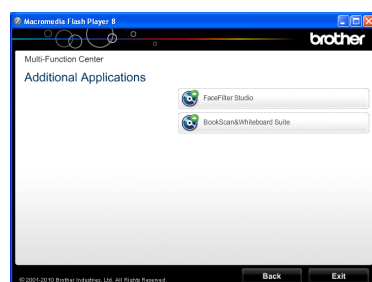 Macromedia Flash Player 8
brother
Multi-Function Center
Additional Applications
FaceFilter Studio
BookScan&Whiteboard Suite
© 2001-2010 Brother Industries, Ltd. All Rights Reserved.
Back
Exit